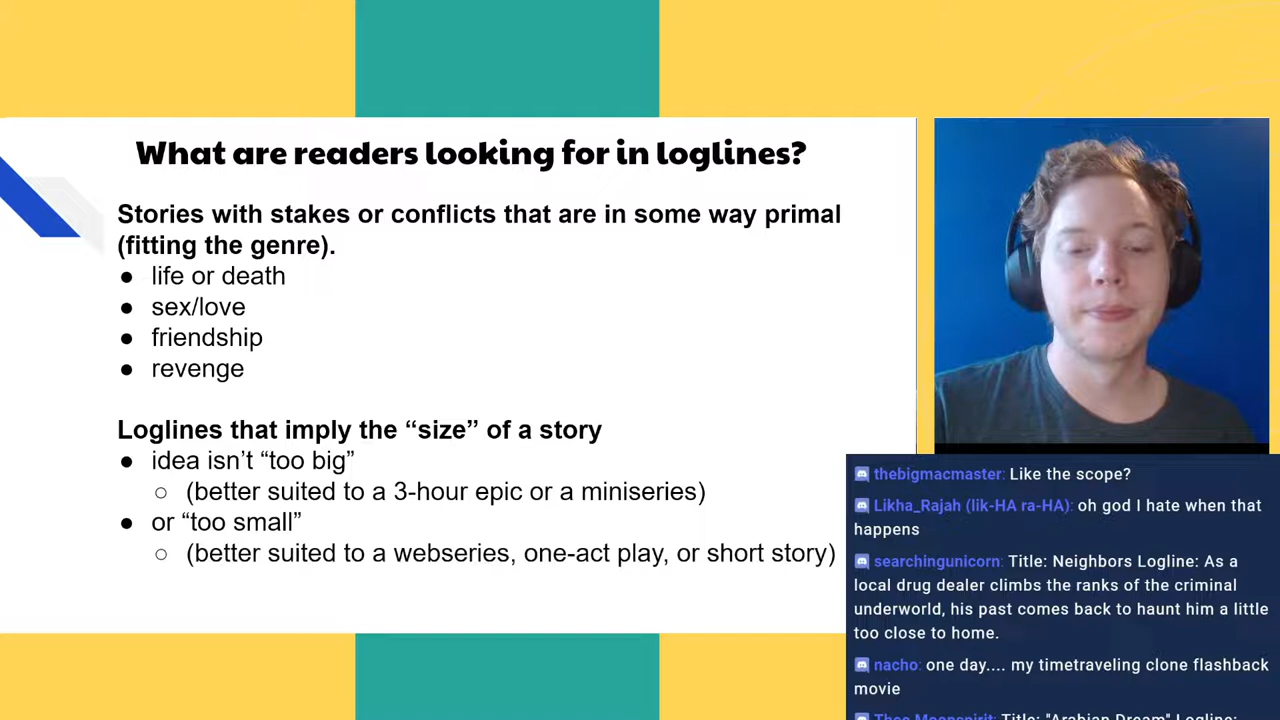 What are readers looking for in loglines?
Stories with stakes or conflicts that are in some way primal
(fitting the genre).
● life or death
● sex/love
● friendship
● revenge
Loglines that imply the “size” of a story
● idea isn’t “too big”
○ (better suited to a 3-hour epic or a miniseries)
● or “too small”
○ (better suited to a webseries, one-act play, or short story)
thebigmacmaster: Like the scope?
Likha_Rajah (lik-HA ra-HA): oh god I hate when that
happens
searchingunicorn: Title: Neighbors Logline: As a
local drug dealer climbs the ranks of the criminal
underworld, his past comes back to haunt him a little
too close to home.
nacho: one day.... my timetraveling clone flashback
movie
Title: "Arabian Dream" Logline: